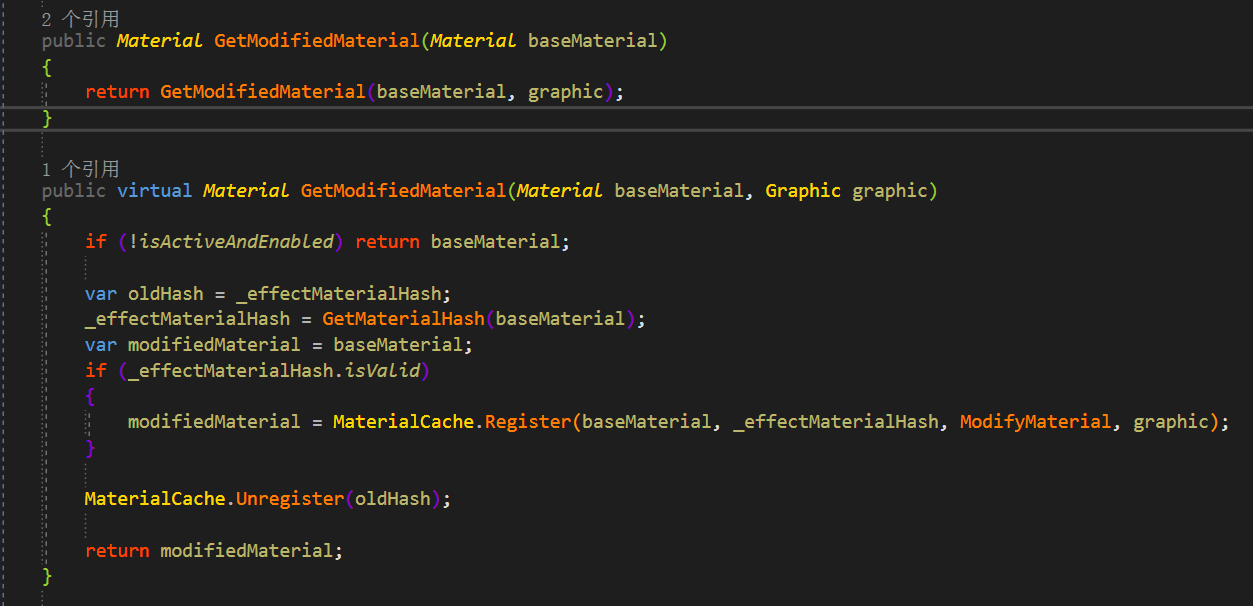 2 个引用
public Material GetModifiedMaterial(Material baseMaterial)
{
return GetModifiedMaterial(baseMaterial, graphic);
}
1 个引用
public virtual Material GetModifiedMaterial(Material baseMaterial, Graphic graphic)
{
if (!isActiveAndEnabled) return baseMaterial;
var oldHash = _effectMaterialHash;
_effectMaterialHash = GetMaterialHash(baseMaterial);
var modifiedMaterial = baseMaterial;
if (_effectMaterialHash.isValid)
{
modifiedMaterial = MaterialCache.Register(baseMaterial, _effectMaterialHash, ModifyMaterial, graphic);
}
MaterialCache.Unregister(oldHash);
return modifiedMaterial;
}